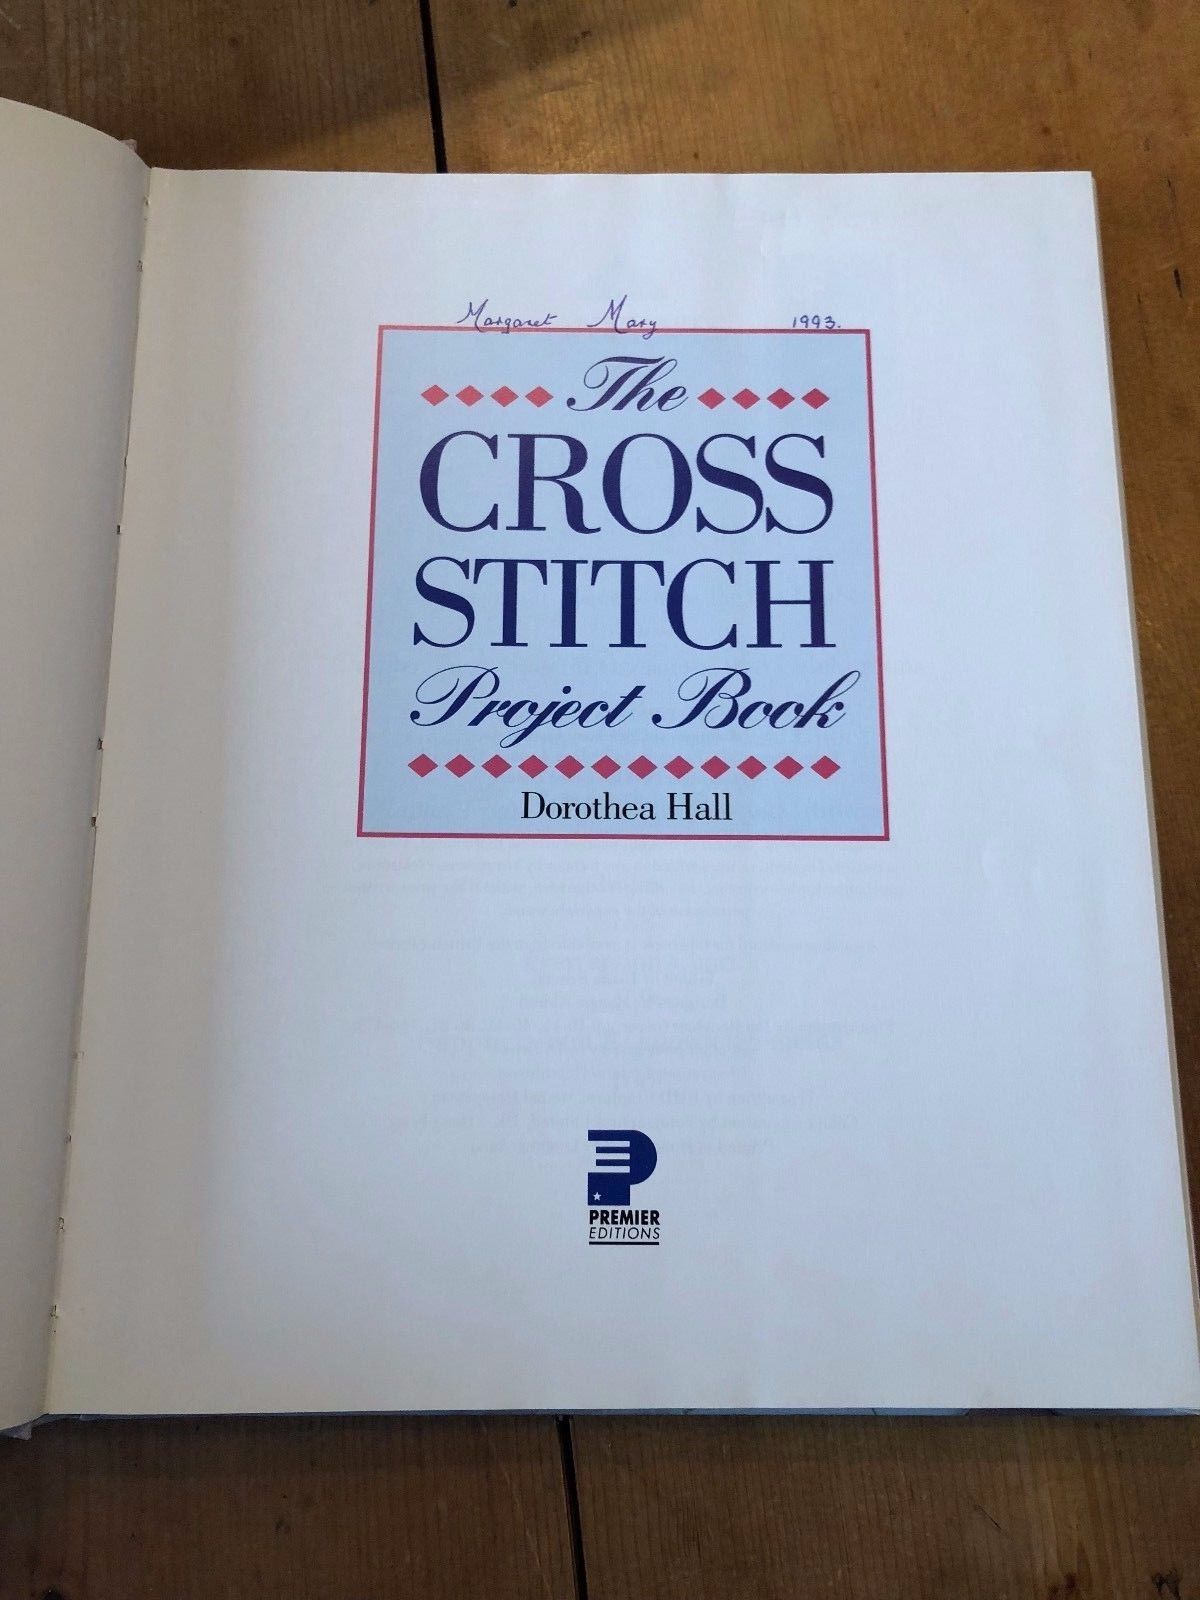 Margaret Mary 1993.
The
CROSS
STITCH
Project Book
Dorothea Hall
PREMIER
EDITIONS